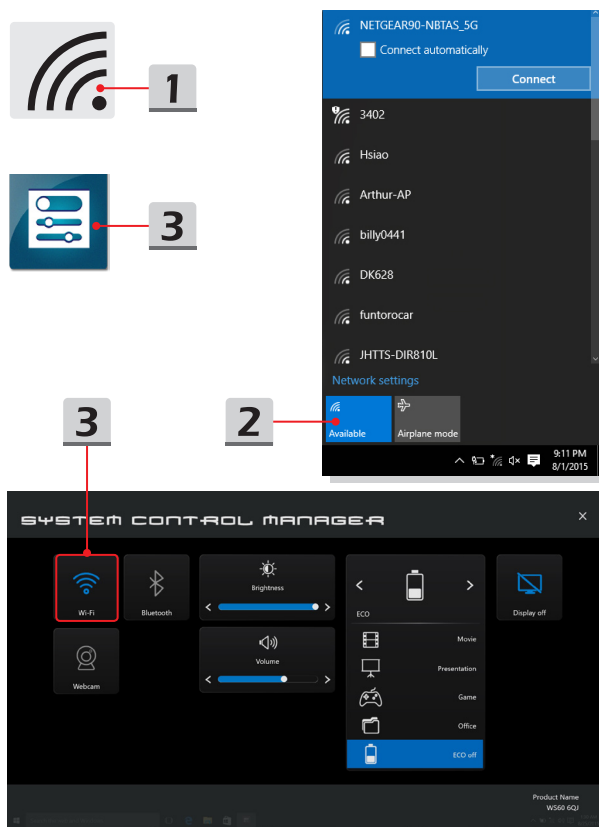 1
3
NETGEAR90-NBTAS_5G
Connect automatically
Connect
3402
Hsiao
Arthur-AP
billy0441
DK628
funtorocar
JHTTS-DIR810L
Network settings
Available
Airplane mode
9:11 PM
8/1/2015
2
3
SYSTEM CONTROL MANAGER
Wi-Fi
Bluetooth
Brightness
ECO
Display off
Webcam
Volume
Movie
Presentation
Game
Office
ECO off
Product Name
WS60 6QJ